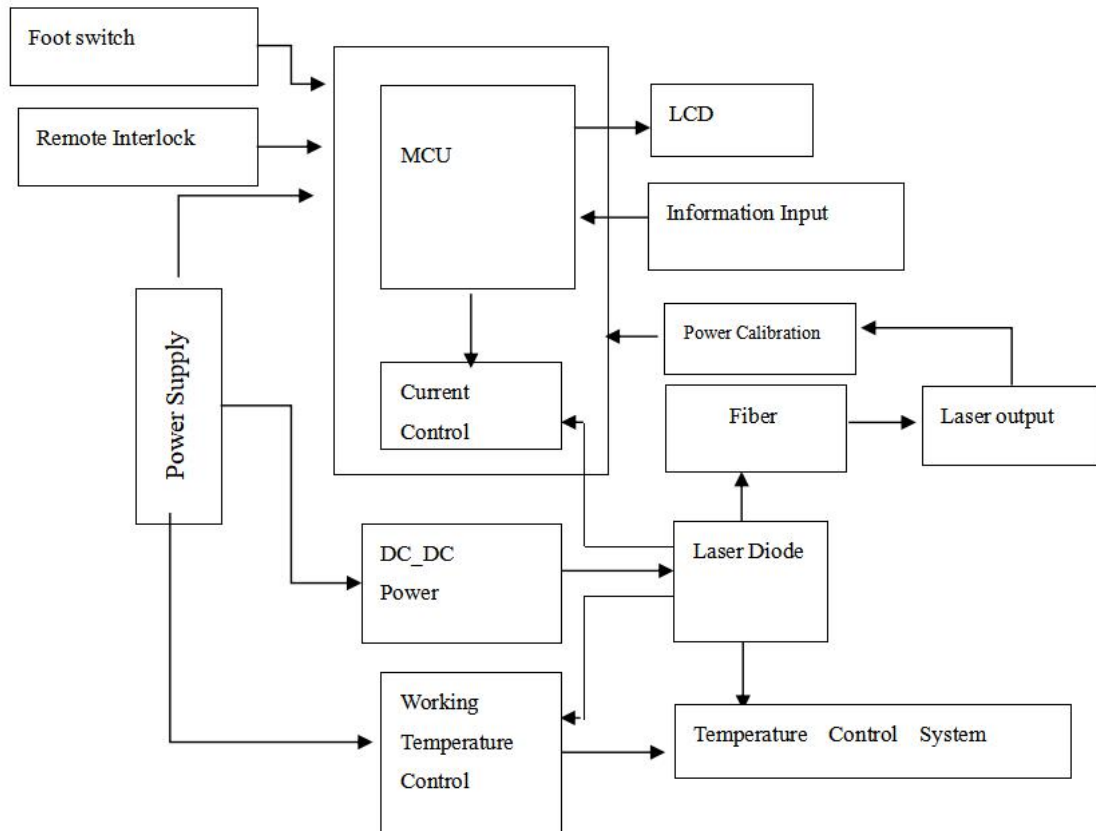 Foot switch
Remote Interlock
MCU
LCD
Information Input
Power Supply
Power Calibration
Current
Control
Fiber
Laser output
DC_DC
Power
Laser Diode
Working
Temperature
Control
Temperature Control System